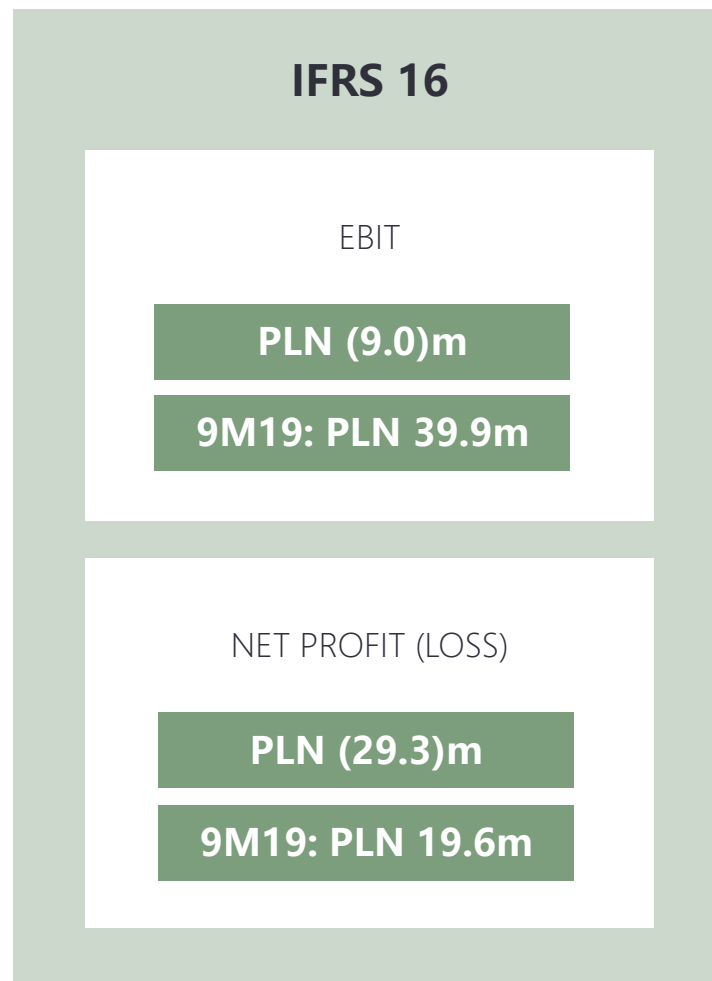 IFRS 16
EBIT
PLN (9.0)m
9M19: PLN 39.9m
NET PROFIT (LOSS)
PLN (29.3)m
9M19: PLN 19.6m